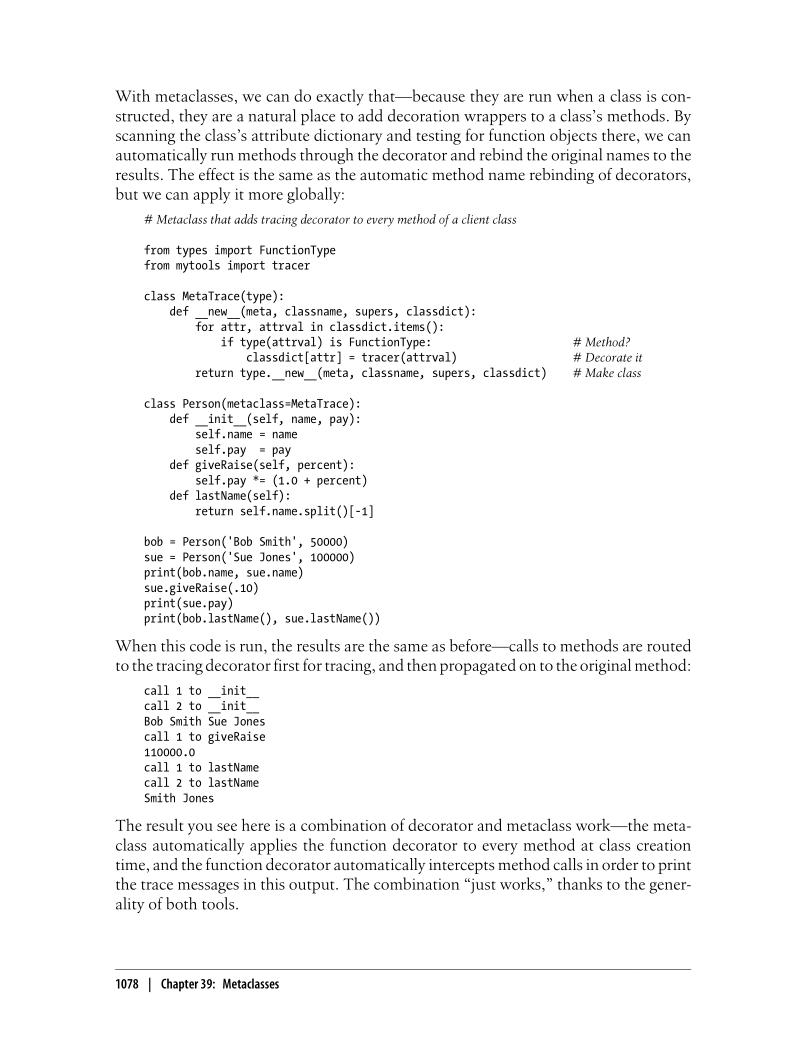 With metaclasses, we can do exactly that—because they are run when a class is con-
structed, they are a natural place to add decoration wrappers to a class’s methods. By
scanning the class’s attribute dictionary and testing for function objects there, we can
automatically run methods through the decorator and rebind the original names to the
results. The effect is the same as the automatic method name rebinding of decorators,
but we can apply it more globally:
# Metaclass that adds tracing decorator to every method of a client class
from types import FunctionType
from mytools import tracer
class MetaTrace(type):
    def __new__(meta, classname, supers, classdict):
        for attr, attrval in classdict.items():
            if type(attrval) is FunctionType:                      # Method?
                classdict[attr] = tracer(attrval)                  # Decorate it
        return type.__new__(meta, classname, supers, classdict)    # Make class
class Person(metaclass=MetaTrace):
    def __init__(self, name, pay):
        self.name = name
        self.pay  = pay
    def giveRaise(self, percent):
        self.pay *= (1.0 + percent)
    def lastName(self):
        return self.name.split()[-1]
bob = Person('Bob Smith', 50000)
sue = Person('Sue Jones', 100000)
print(bob.name, sue.name)
sue.giveRaise(.10)
print(sue.pay)
print(bob.lastName(), sue.lastName())
When this code is run, the results are the same as before—calls to methods are routed
to the tracing decorator first for tracing, and then propagated on to the original method:
call 1 to __init__
call 2 to __init__
Bob Smith Sue Jones
call 1 to giveRaise
110000.0
call 1 to lastName
call 2 to lastName
Smith Jones
The result you see here is a combination of decorator and metaclass work—the meta-
class automatically applies the function decorator to every method at class creation
time, and the function decorator automatically intercepts method calls in order to print
the trace messages in this output. The combination “just works,” thanks to the gener-
ality of both tools.
1078 | Chapter 39: Metaclasses